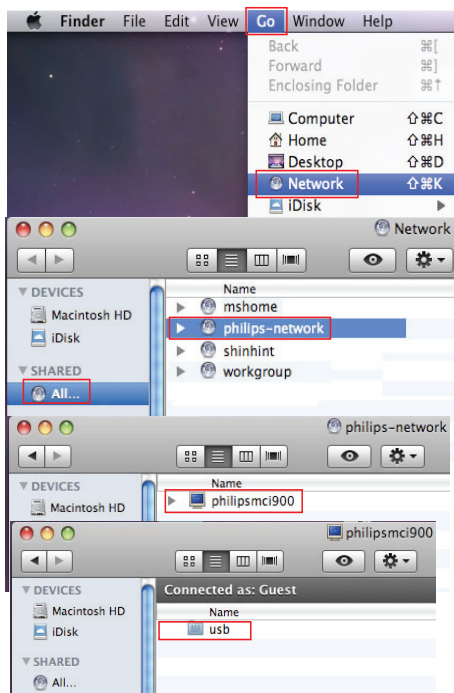 Finder File Edit View Go Window Help
Back ⌘[
Forward ⌘]
Enclosing Folder ⌘↑
Computer ⇧⌘C
Home ⇧⌘H
Desktop ⇧⌘D
Network ⇧⌘K
iDisk
Network
Name
DEVICES
Macintosh HD
iDisk
SHARED
All...
mshome
philips-network
shinhint
workgroup
philips-network
Name
DEVICES
Macintosh HD
philipsmci900
philipsmci900
DEVICES
Macintosh HD
iDisk
SHARED
All...
Connected as: Guest
Name
usb